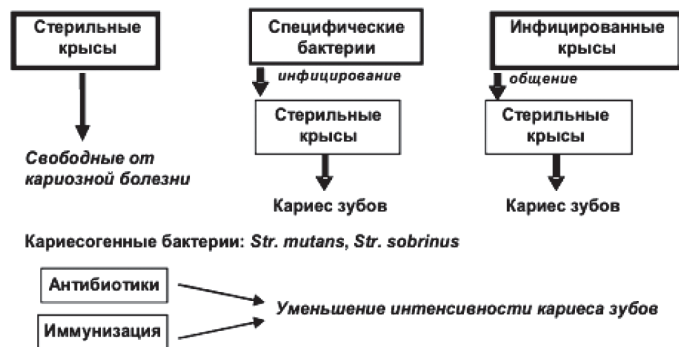 Стерильные
крысы
Свободные от
кариозной болезни
Специфические
бактерии
инфицирование
Стерильные
крысы
Кариес зубов
Инфицированные
крысы
общение
Стерильные
крысы
Кариес зубов
Кариесогенные бактерии: Str. mutans, Str. sobrinus
Антибиотики
Иммунизация
Уменьшение интенсивности кариеса зубов